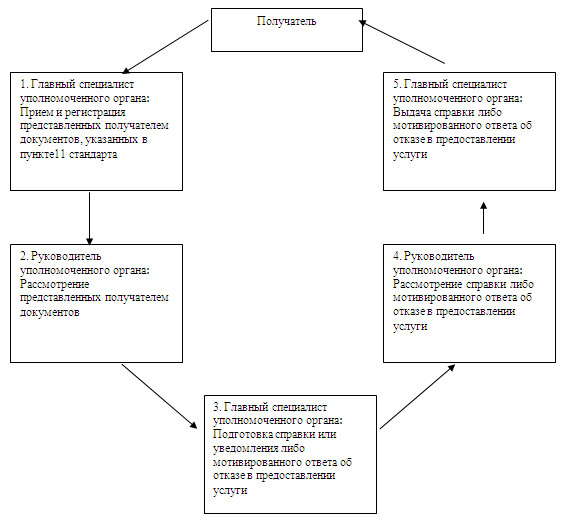 Получатель
1. Главный специалист
уполномоченного органа:
Прием и регистрация
представленных получателем
документов, указанных в
пункте11 стандарта
2. Руководитель
уполномоченного органа:
Рассмотрение
представленных получателем
документов
3. Главный специалист
уполномоченного органа:
Подготовка справки или
уведомления либо
мотивированного ответа об
отказе в предоставлении
услуги
4. Руководитель
уполномоченного органа:
Рассмотрение справки либо
мотивированного ответа об
отказе в предоставлении
услуги
5. Главный специалист
уполномоченного органа:
Выдача справки либо
мотивированного ответа об
отказе в предоставлении
услуги